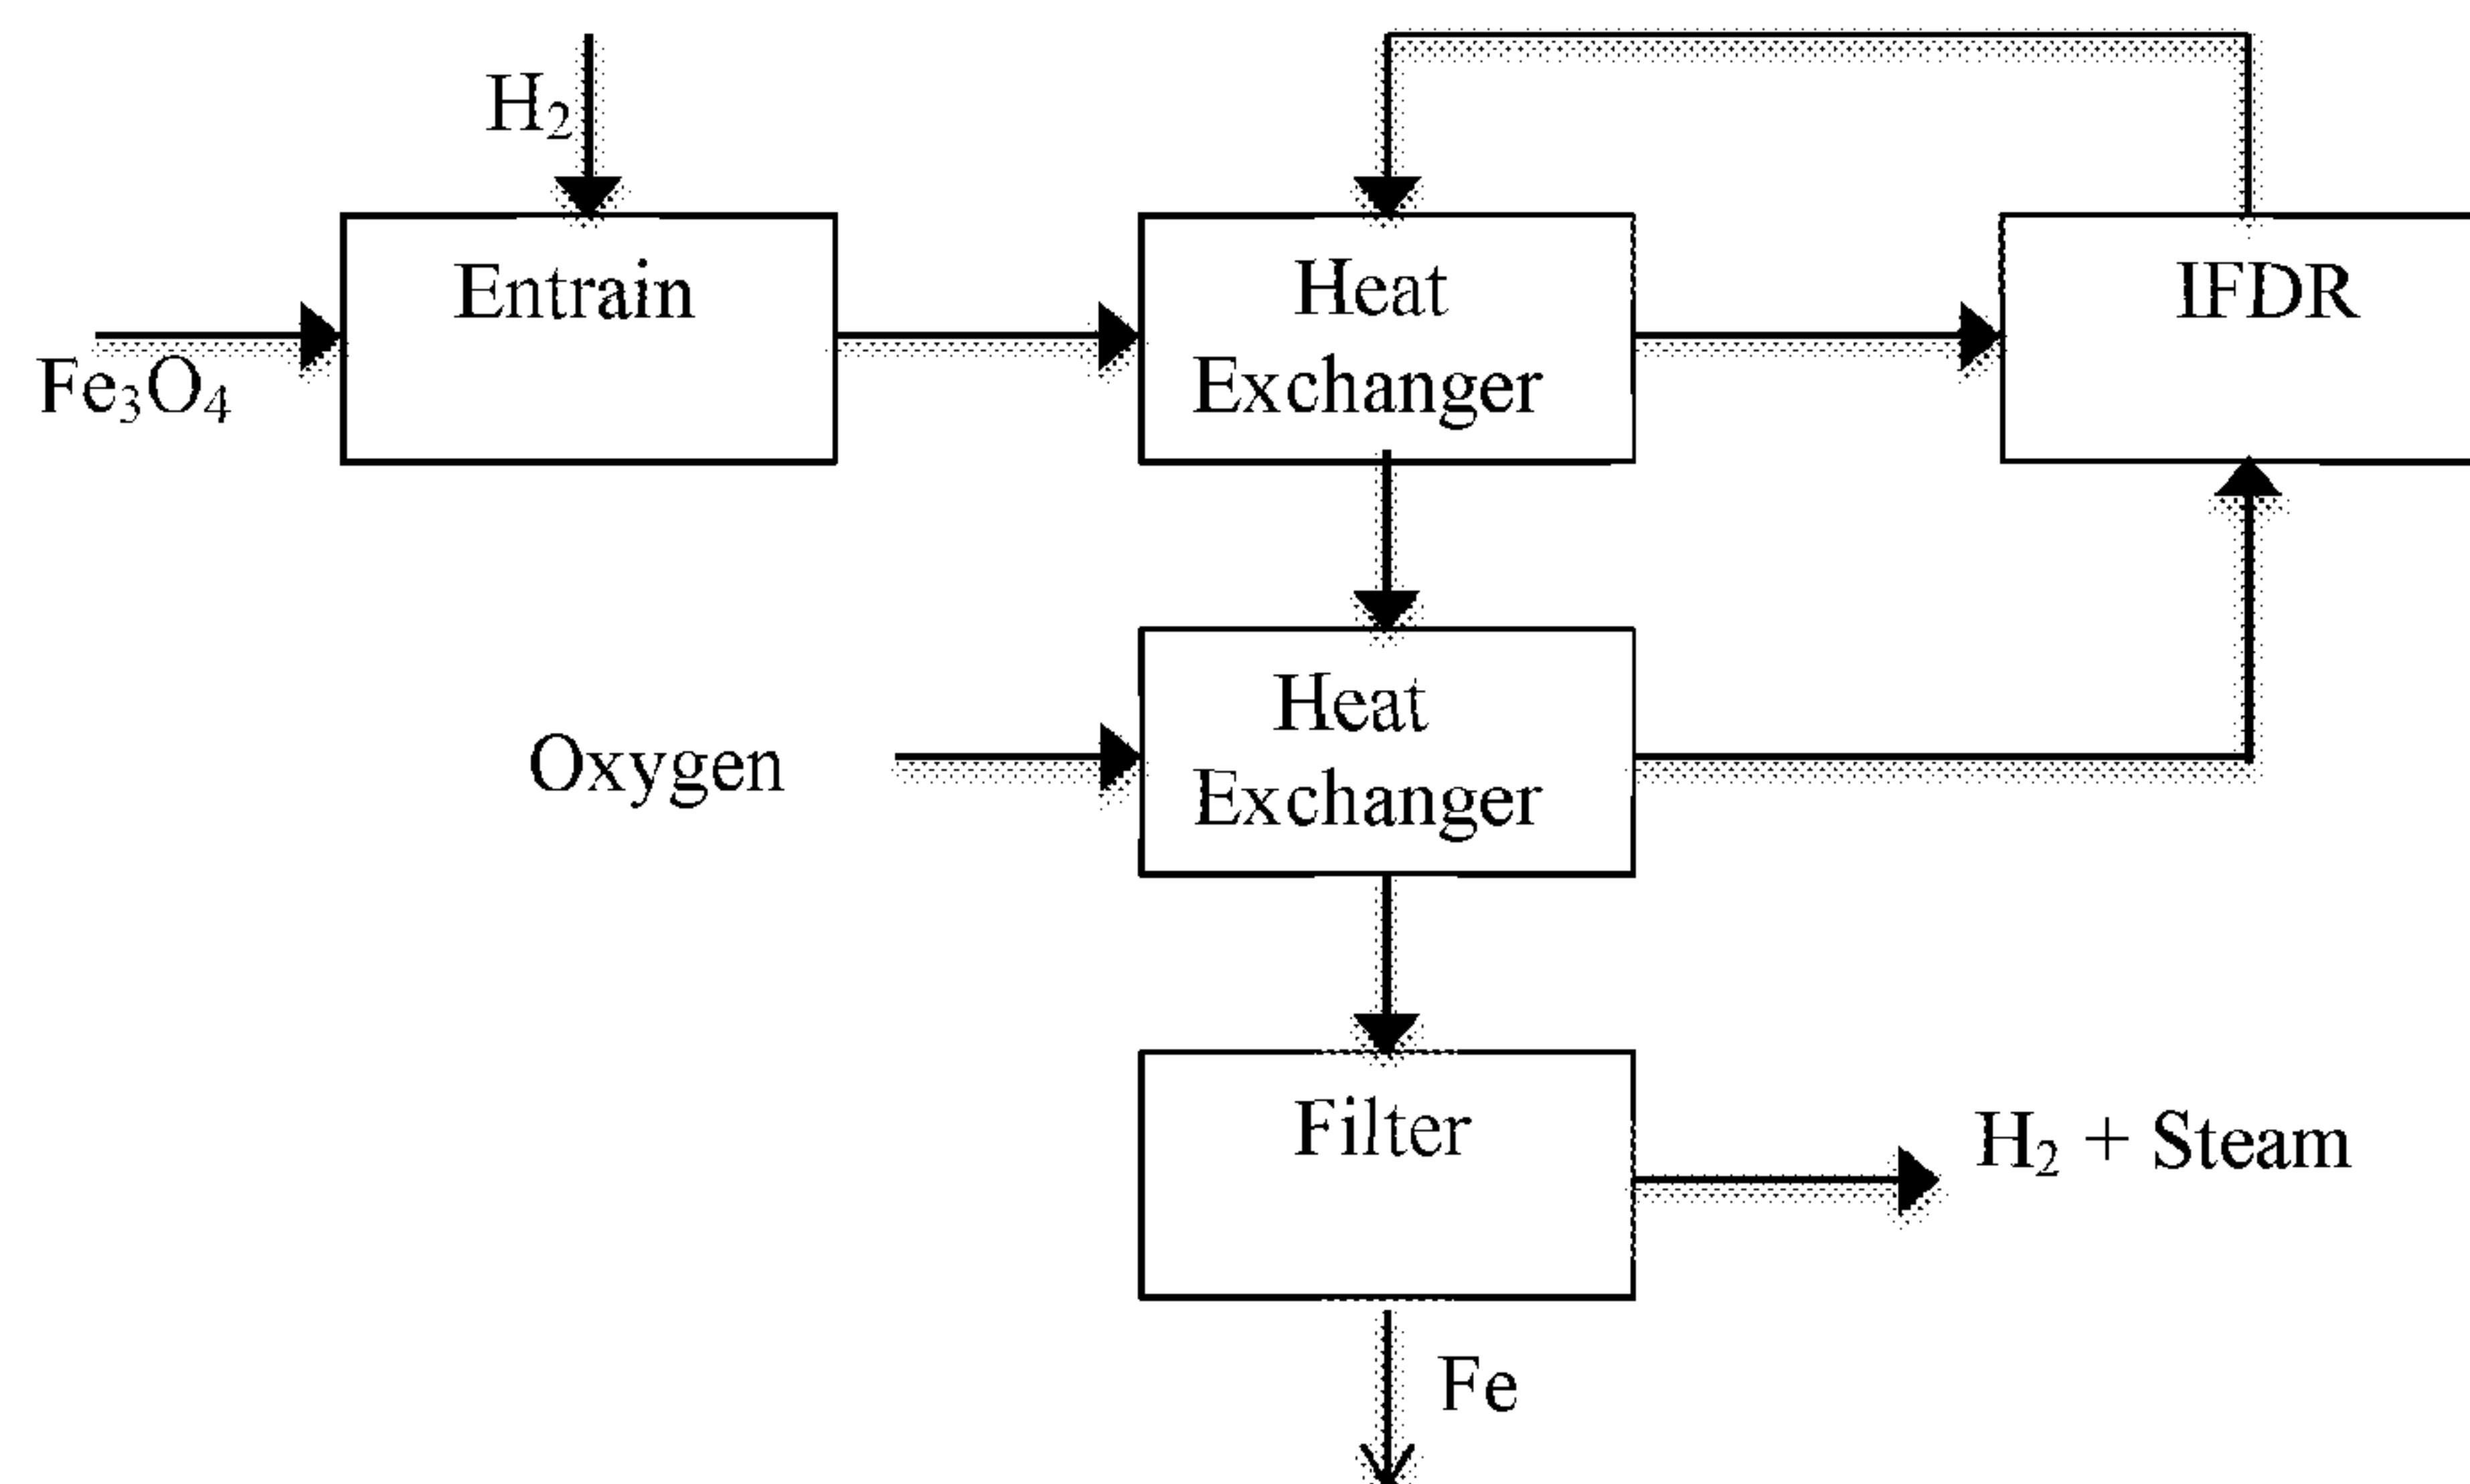 H₂
Entrain
Heat
Exchanger
IFDR
Fe₃O₄
Oxygen
Heat
Exchanger
Filter
H₂ + Steam
Fe